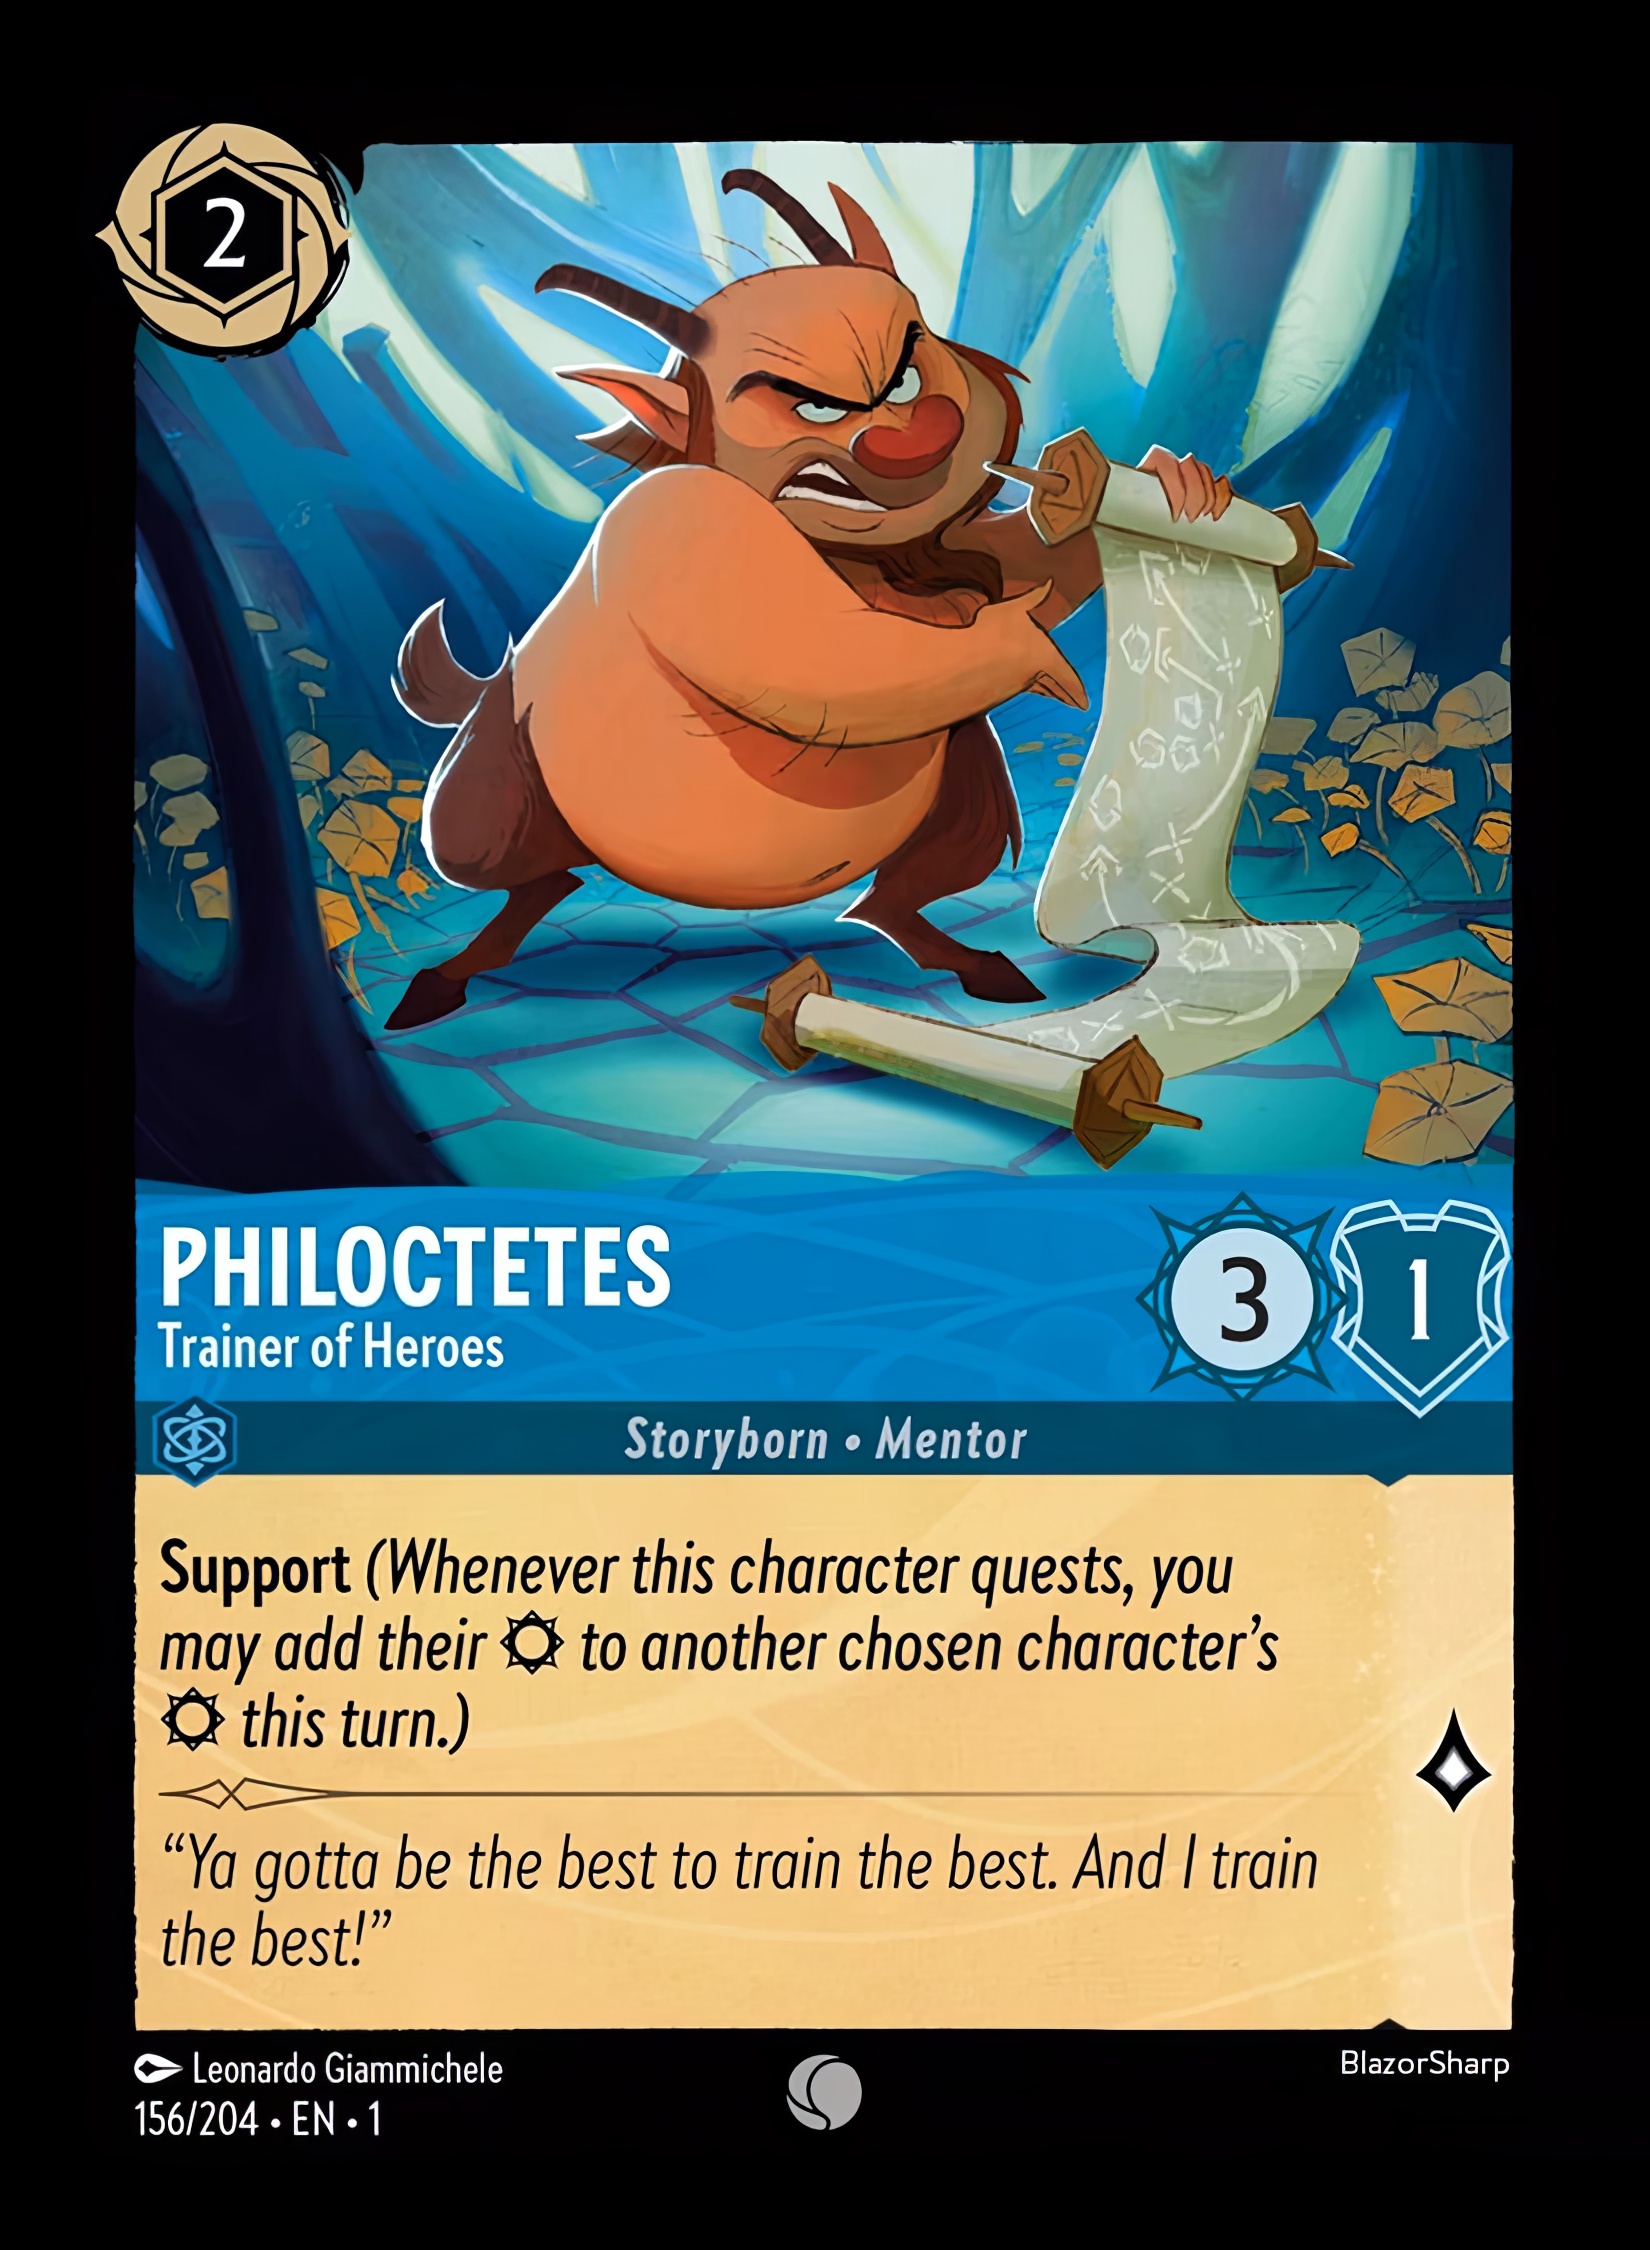 2
PHILOCTETES
3
1
Trainer of Heroes
Storyborn • Mentor
Support (Whenever this character quests, you
may add their to another chosen character’s
this turn.)
“Ya gotta be the best to train the best. And I train
the best!”
Leonardo Giammichele
BlazorSharp
156/204 • EN • 1